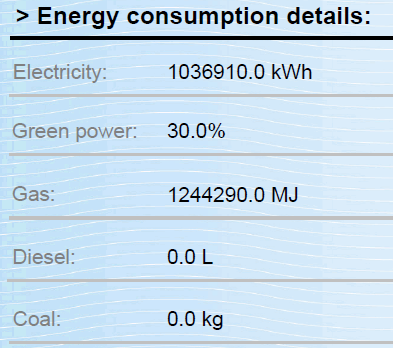 > Energy consumption details:
Electricity: 1036910.0 kWh
Green power: 30.0%
Gas: 1244290.0 MJ
Diesel: 0.0 L
Coal: 0.0 kg